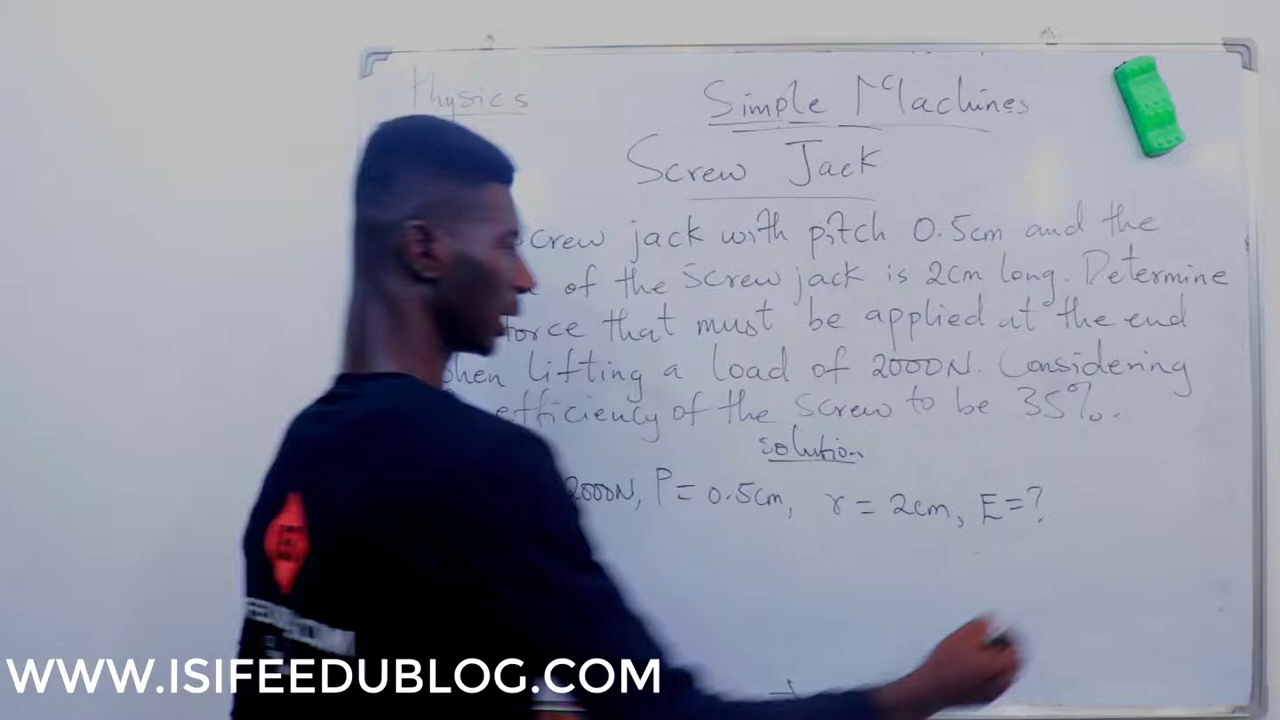 Physics
Simple Machines
Screw Jack
crew jack with pitch 0.5cm and the
of the Screw jack is 2cm long. Determine
force that must be applied at the end
when lifting a load of 2000N. Considering
efficiency of the Screw to be 35%.
solution
2000N, P = 0.5cm, r = 2cm, E = ?
WWW.ISIFEEDUBLOG.COM